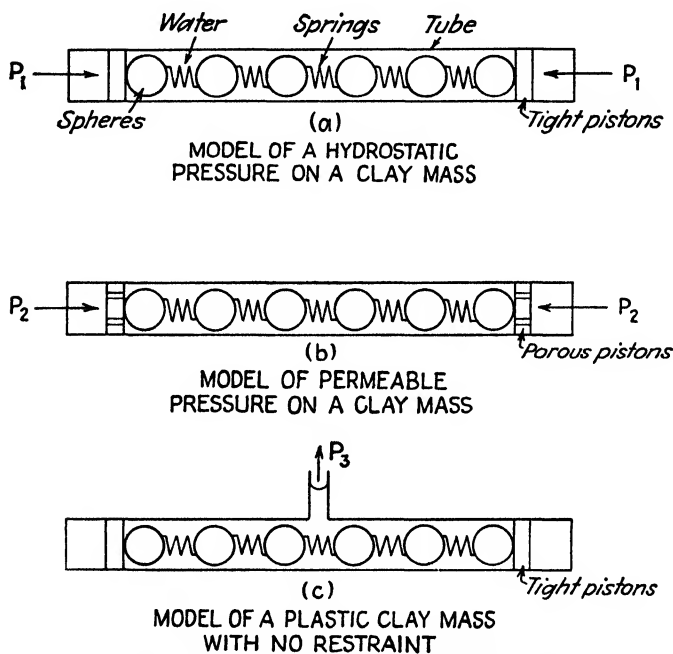 Water Springs Tube
P₁ P₁
Spheres Tight pistons
(a)
MODEL OF A HYDROSTATIC
PRESSURE ON A CLAY MASS
P₂ P₂
Porous pistons
(b)
MODEL OF PERMEABLE
PRESSURE ON A CLAY MASS
P₃
Tight pistons
(c)
MODEL OF A PLASTIC CLAY MASS
WITH NO RESTRAINT